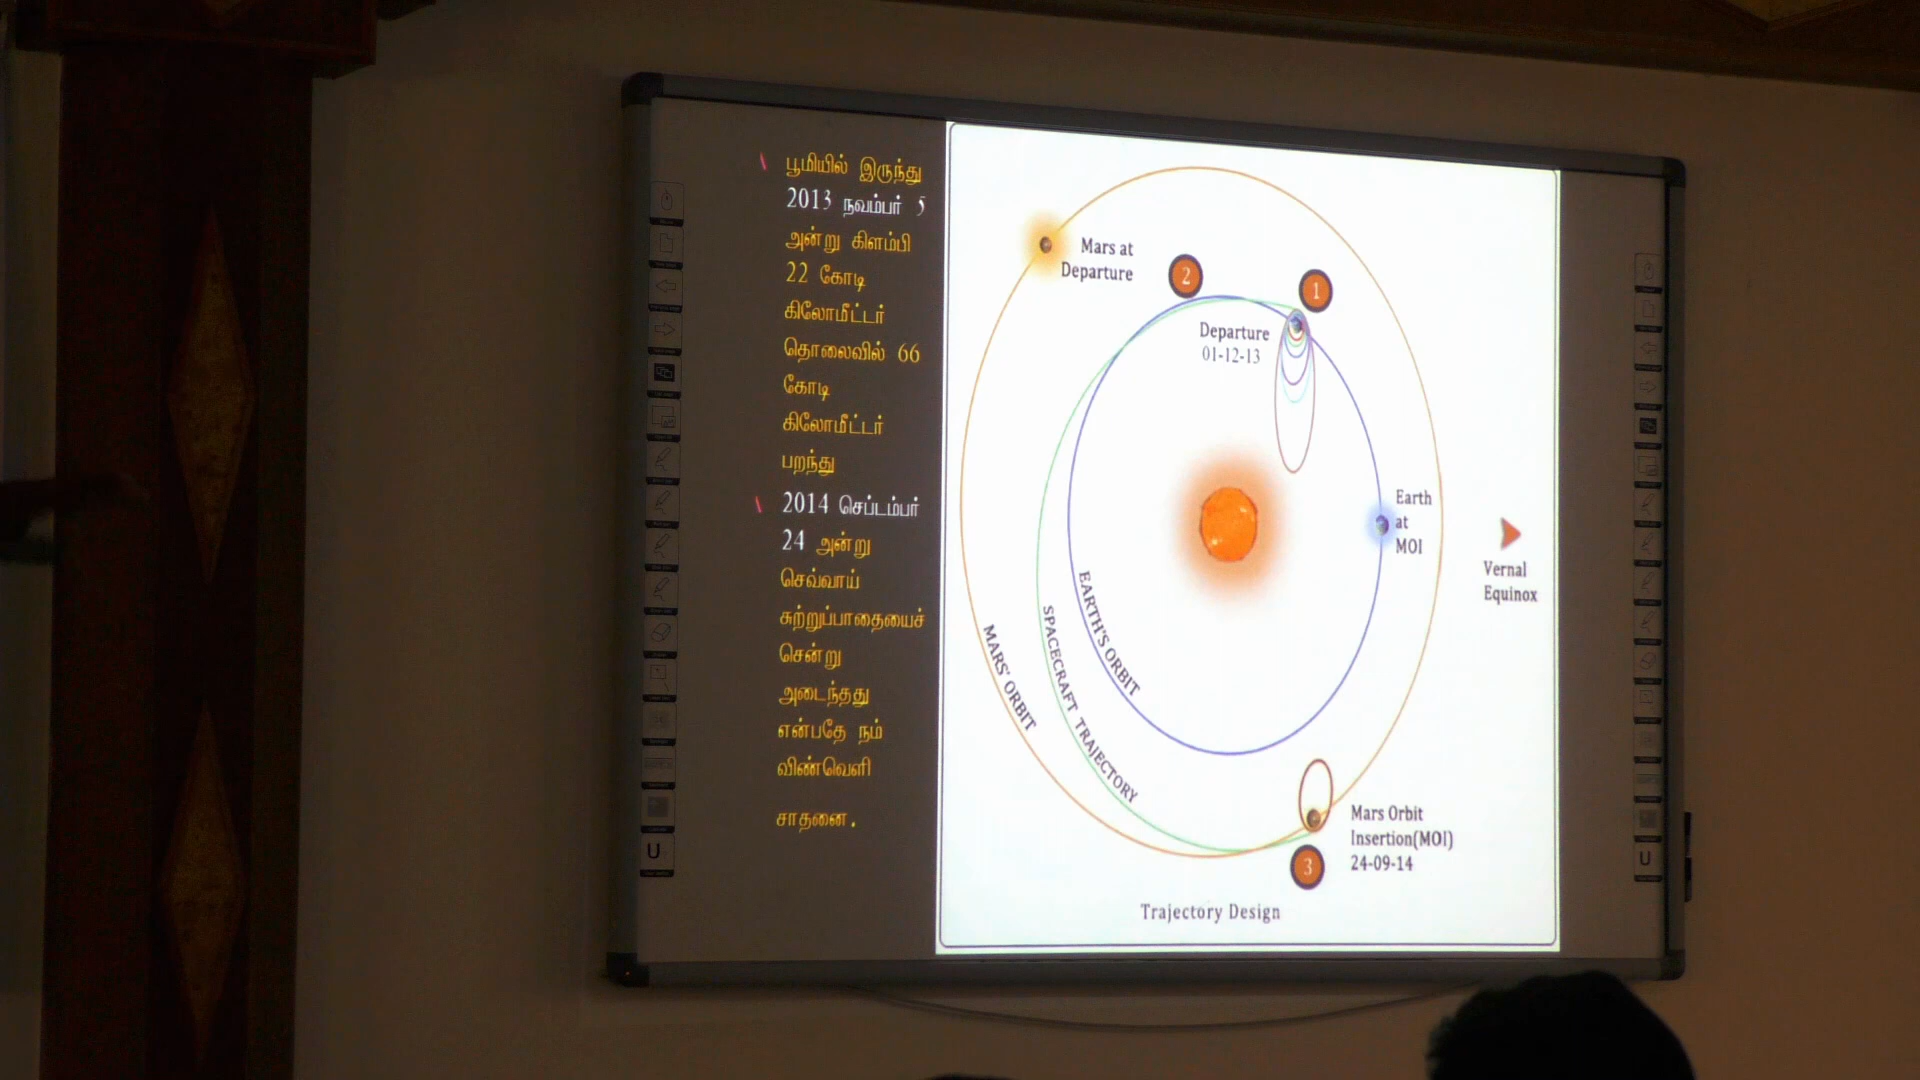 பூமியில் இருந்து
2013 நவம்பர் 5
அன்று கிளம்பி
22 கோடி
கிலோமீட்டர்
தொலைவில் 66
கோடி
கிலோமீட்டர்
பறந்து
2014 செப்டம்பர்
24 அன்று
செவ்வாய்
சுற்றுப்பாதையைச்
சென்று
அடைந்தது
என்பதே நம்
விண்வெளி
சாதனை.
Mars at
Departure
2
1
Departure
01-12-13
Earth
at
MOI
Vernal
Equinox
EARTH'S ORBIT
SPACECRAFT TRAJECTORY
MARS' ORBIT
Mars Orbit
Insertion(MOI)
24-09-14
3
Trajectory Design
U
U